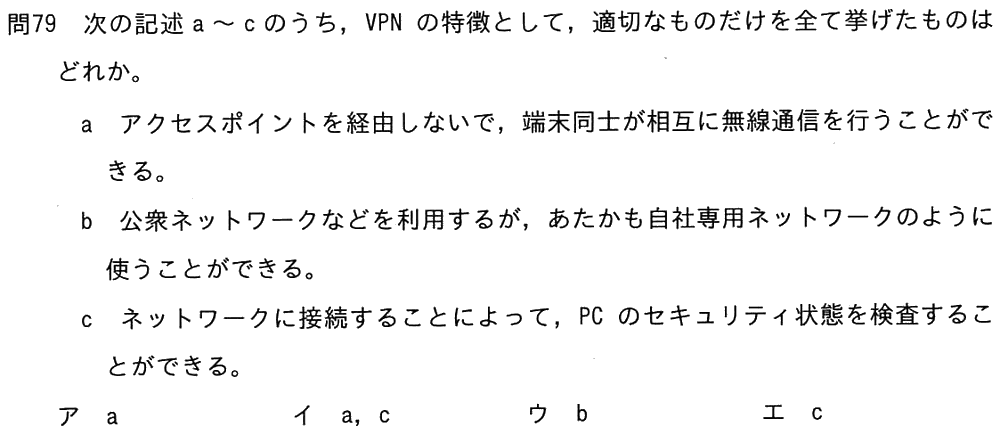 問79 次の記述a～cのうち，VPN の特徴として，適切なものだけを全て挙げたものは
どれか。
a アクセスポイントを経由しないで，端末同士が相互に無線通信を行うことがで
きる。
b 公衆ネットワークなどを利用するが，あたかも自社専用ネットワークのように
使うことができる。
c ネットワークに接続することによって，PC のセキュリティ状態を検査するこ
とができる。
ア a イ a，c ウ b エ c